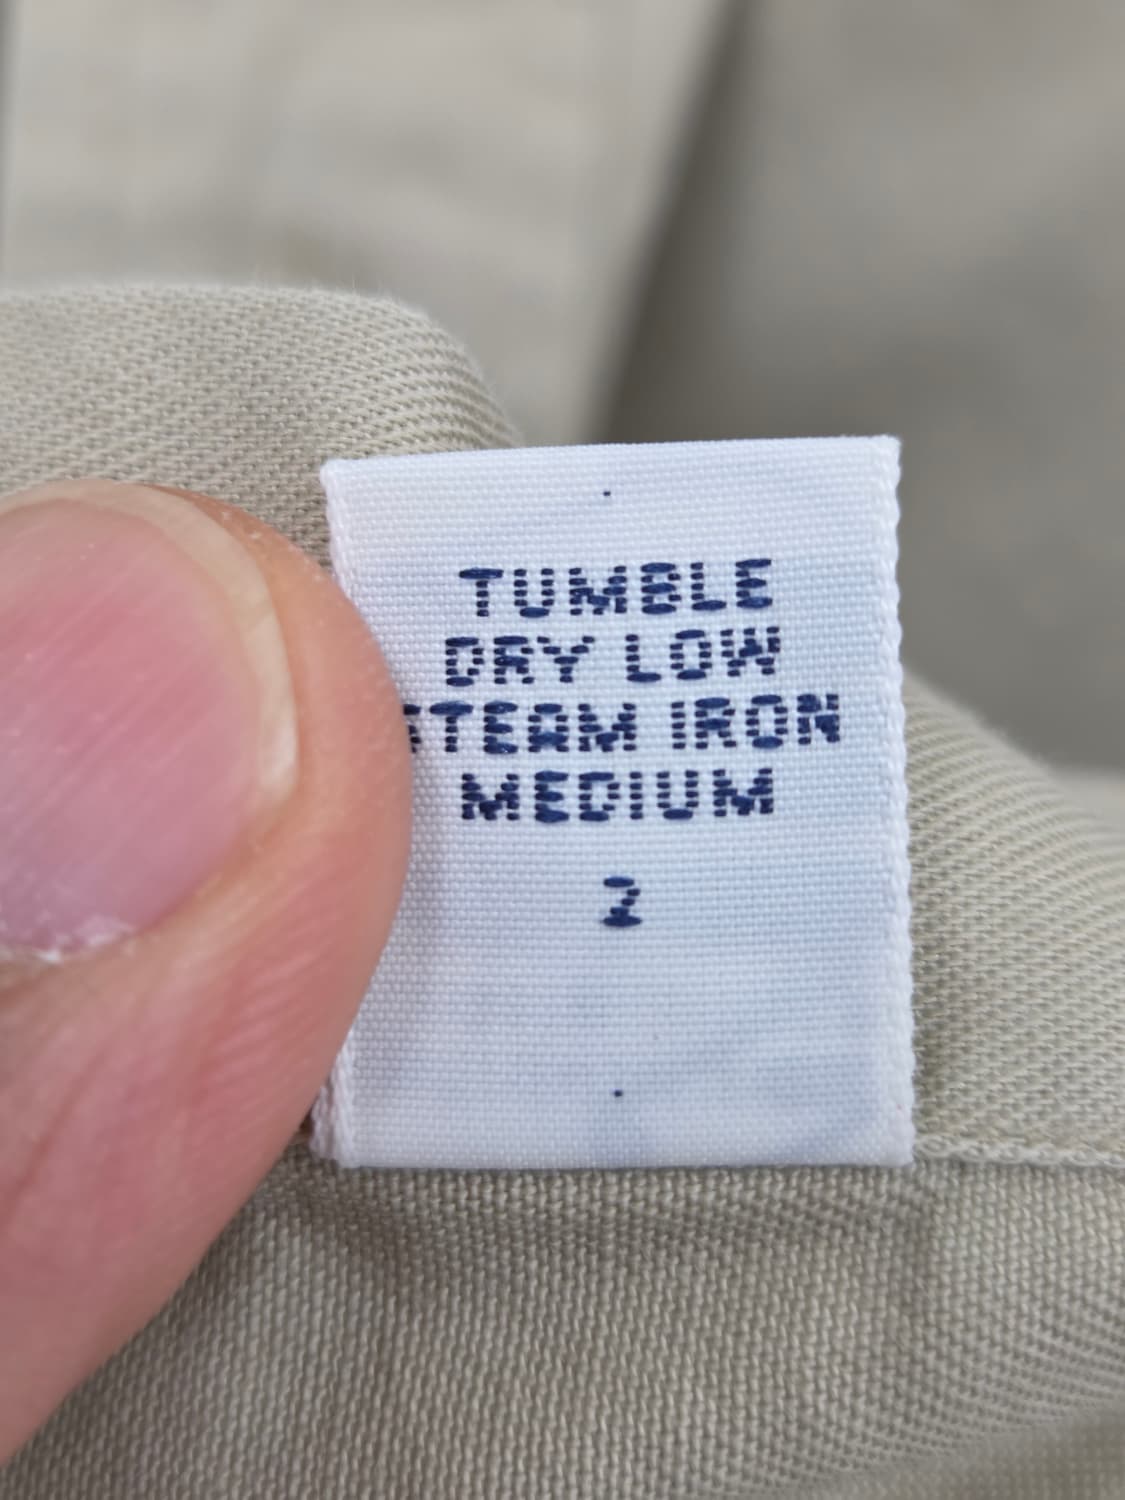 TUMBLE
DRY LOW
STEAM IRON
MEDIUM
2